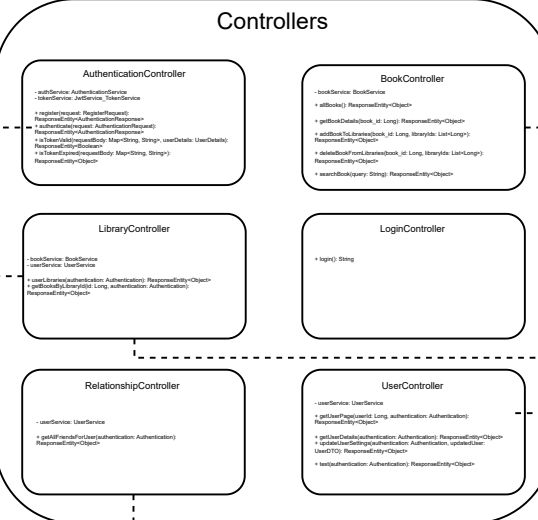 Controllers
AuthenticationController
- authService: AuthenticationService
- tokenService: JwtService_TokenService
+ register(request: RegisterRequest):
ResponseEntity<AuthenticationResponse>
+ authenticate(request: AuthenticationRequest):
ResponseEntity<AuthenticationResponse>
+ isTokenValid(requestBody: Map<String, String>, userDetails: UserDetails):
ResponseEntity<Boolean>
+ isTokenExpired(requestBody: Map<String, String>):
ResponseEntity<Object>
BookController
- bookService: BookService
+ allBooks(): ResponseEntity<Object>
+ getBookDetails(book_id: Long): ResponseEntity<Object>
+ addBookToLibraries(book_id: Long, libraryIds: List<Long>):
ResponseEntity<Object>
+ deleteBookFromLibraries(book_id: Long, libraryIds: List<Long>):
ResponseEntity<Object>
+ searchBook(query: String): ResponseEntity<Object>
LibraryController
- bookService: BookService
- userService: UserService
+ userLibraries(authentication: Authentication): ResponseEntity<Object>
+ getBooksByLibraryId(id: Long, authentication: Authentication):
ResponseEntity<Object>
LoginController
+ login(): String
RelationshipController
- userService: UserService
+ getAllFriendsForUser(authentication: Authentication):
ResponseEntity<Object>
UserController
- userService: UserService
+ getUserPage(userId: Long, authentication: Authentication):
ResponseEntity<Object>
+ getUserDetails(authentication: Authentication): ResponseEntity<Object>
+ updateUserSettings(authentication: Authentication, updatedUser:
UserDTO): ResponseEntity<Object>
+ test(authentication: Authentication): ResponseEntity<Object>